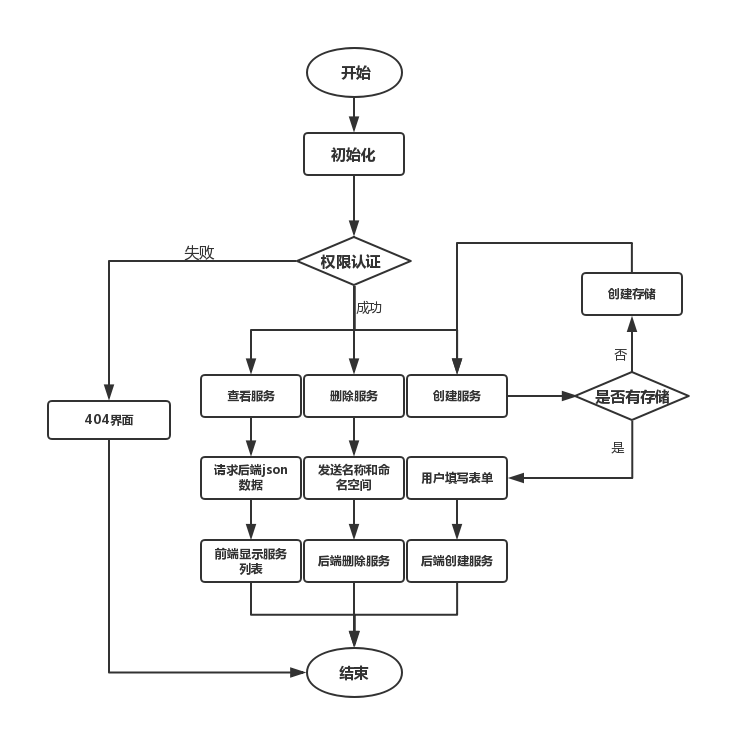 开始
初始化
失败
权限认证
成功
创建存储
否
查看服务
删除服务
创建服务
是否有存储
404界面
是
请求后端json
数据
发送名称和命
名空间
用户填写表单
前端显示服务
列表
后端删除服务
后端创建服务
结束